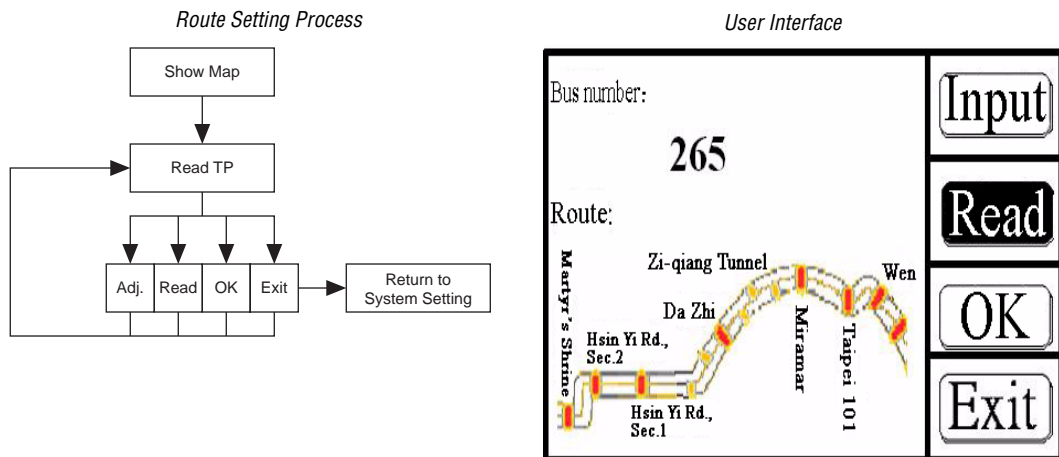 Route Setting Process
Show Map
Read TP
Adj.
Read
OK
Exit
Return to
System Setting
User Interface
Bus number:
265
Route:
Martyr's Shrine
Hsin Yi Rd.,
Sec.2
Hsin Yi Rd.,
Sec.1
Da Zhi
Zi-qiang Tunnel
Miramar
Taipei 101
Wen
Input
Read
OK
Exit